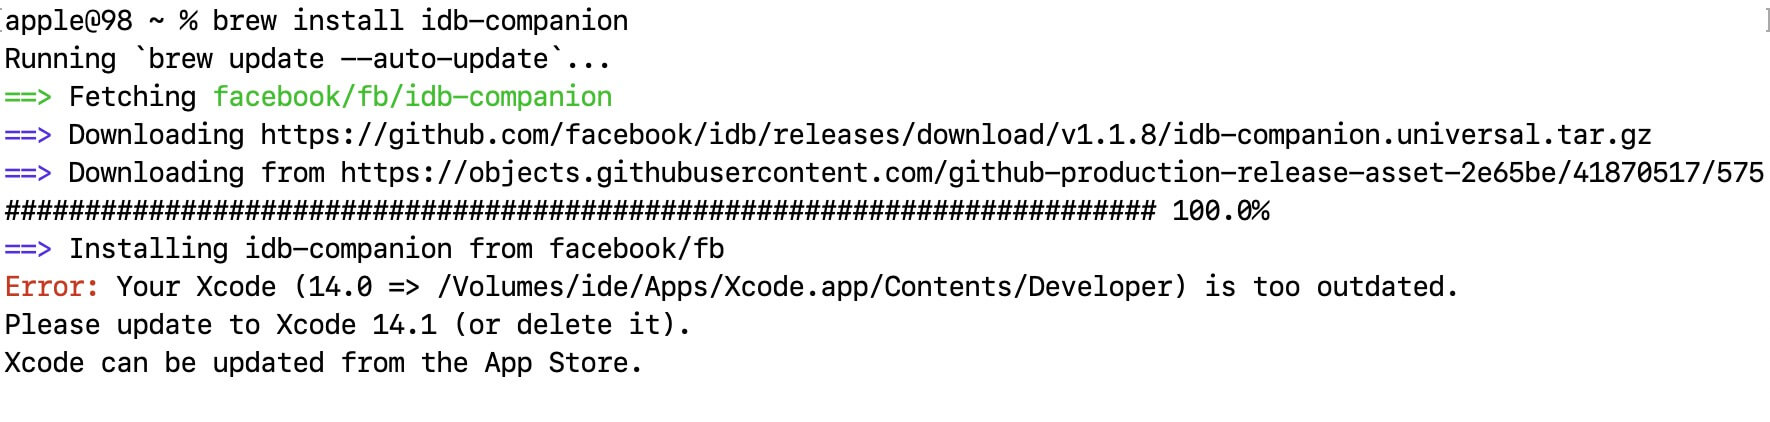 [apple@98 ~ % brew install idb-companion ]
Running `brew update --auto-update`...
==> Fetching facebook/fb/idb-companion
==> Downloading https://github.com/facebook/idb/releases/download/v1.1.8/idb-companion.universal.tar.gz
==> Downloading from https://objects.githubusercontent.com/github-production-release-asset-2e65be/41870517/575
######################################################################## 100.0%
==> Installing idb-companion from facebook/fb
Error: Your Xcode (14.0 => /Volumes/ide/Apps/Xcode.app/Contents/Developer) is too outdated.
Please update to Xcode 14.1 (or delete it).
Xcode can be updated from the App Store.